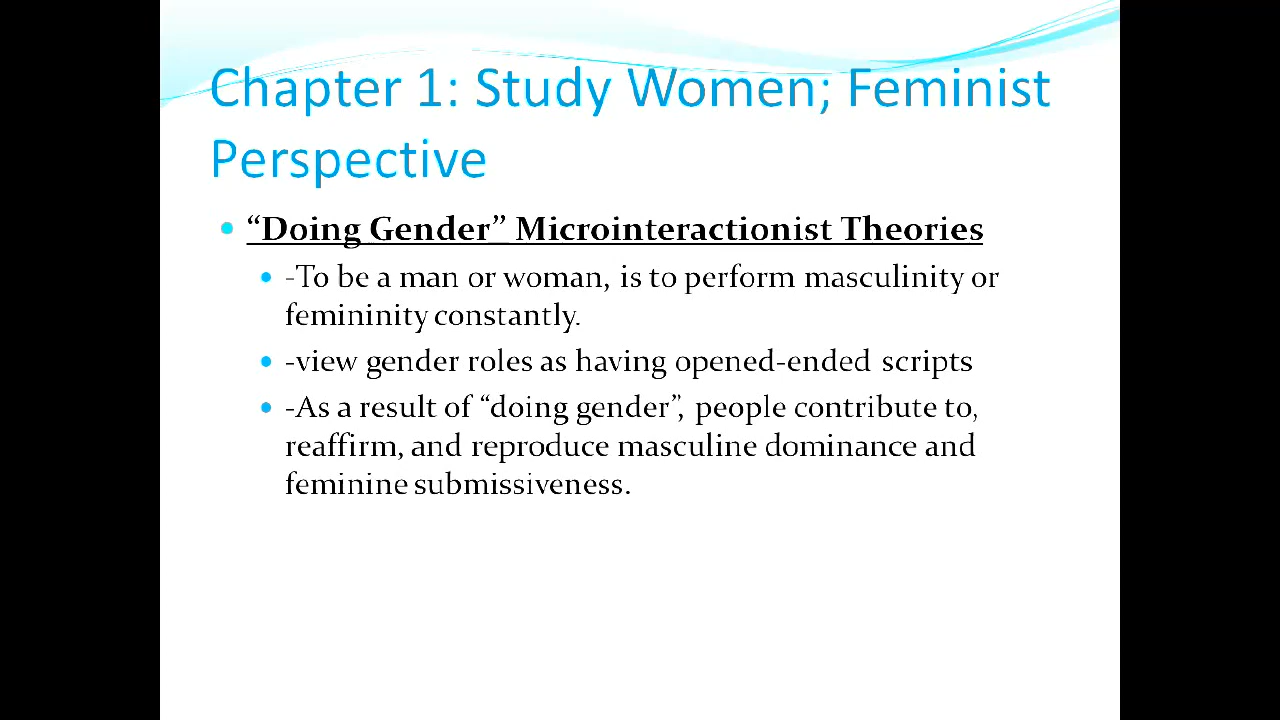 Chapter 1: Study Women; Feminist
Perspective
• “Doing Gender” Microinteractionist Theories
• -To be a man or woman, is to perform masculinity or
femininity constantly.
• -view gender roles as having opened-ended scripts
• -As a result of “doing gender”, people contribute to,
reaffirm, and reproduce masculine dominance and
feminine submissiveness.